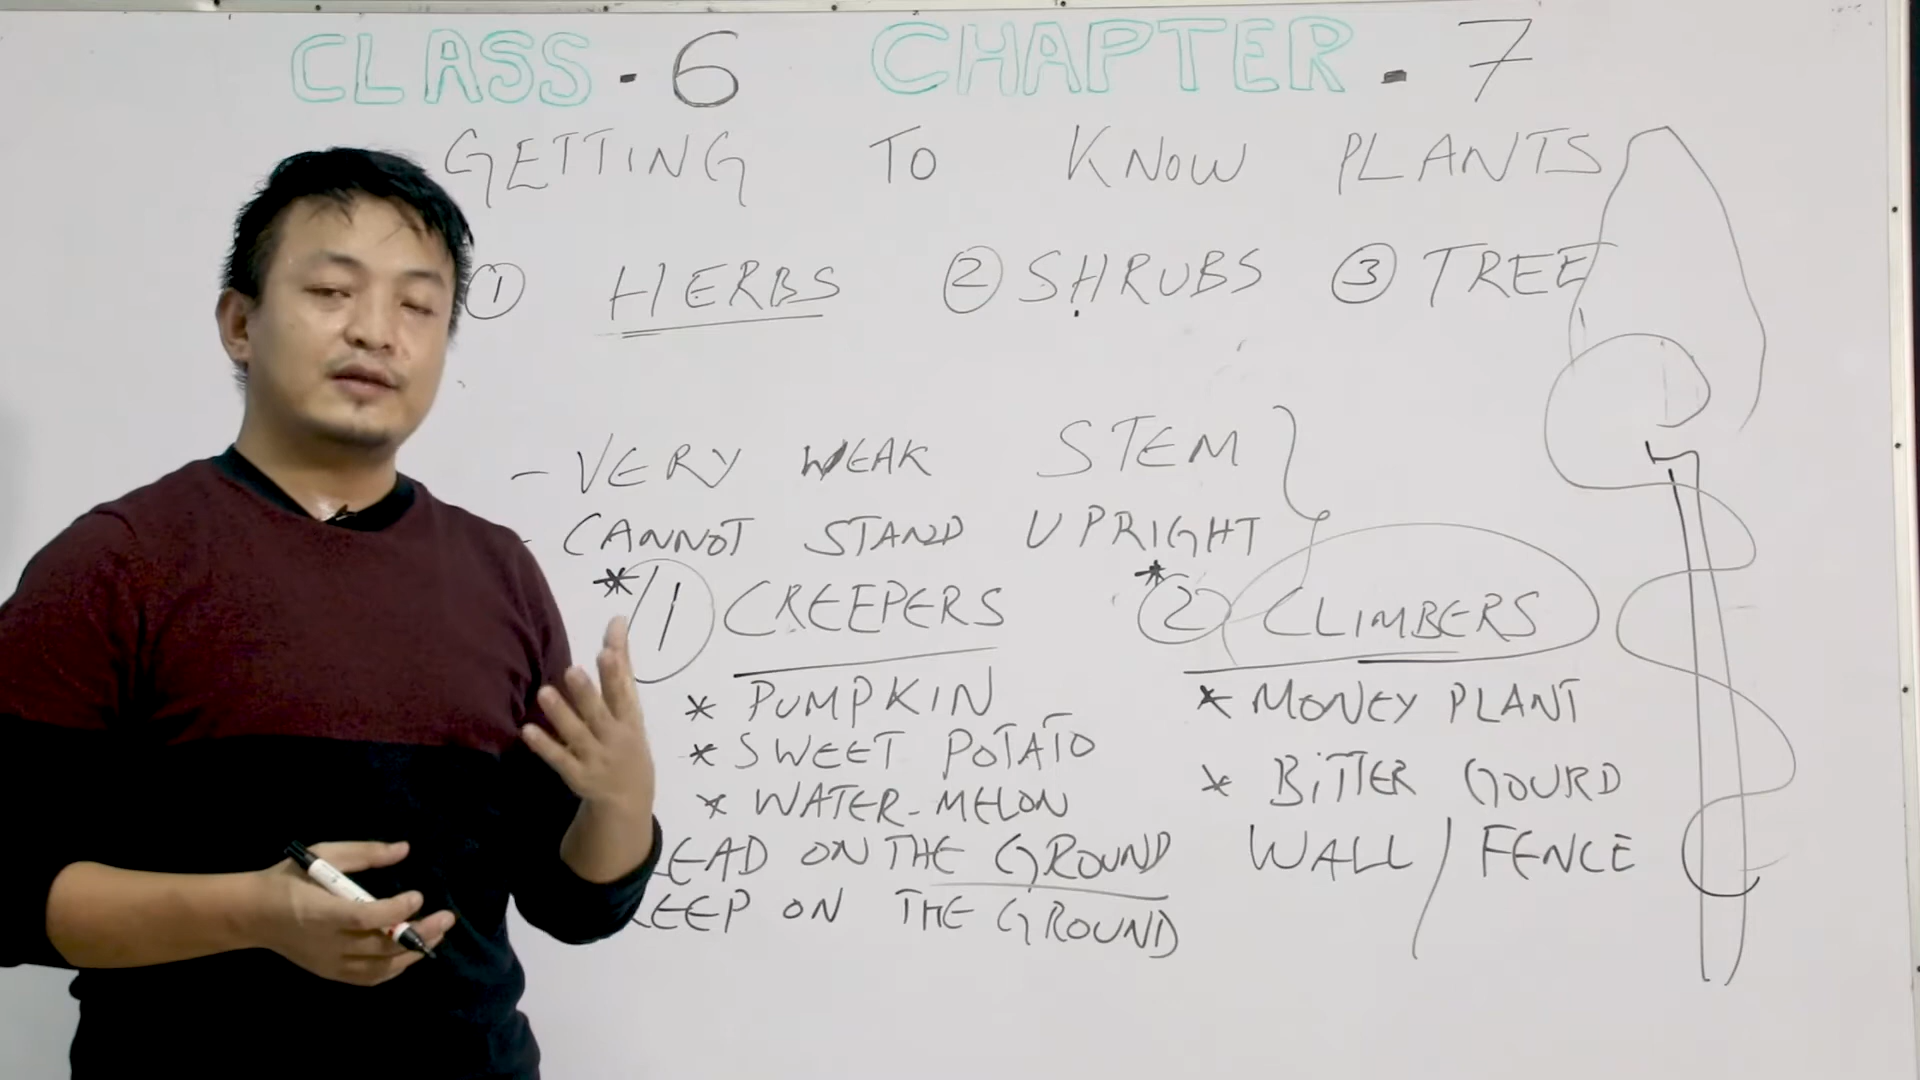 CLASS - 6 CHAPTER - 7
GETTING TO KNOW PLANTS
① HERBS ② SHRUBS ③ TREE
- VERY WEAK STEM
- CANNOT STAND UPRIGHT
* 1 CREEPERS * ② CLIMBERS
* PUMPKIN * MONEY PLANT
* SWEET POTATO * BITTER GOURD
* WATER-MELON
ON THE GROUND WALL / FENCE
ON THE GROUND